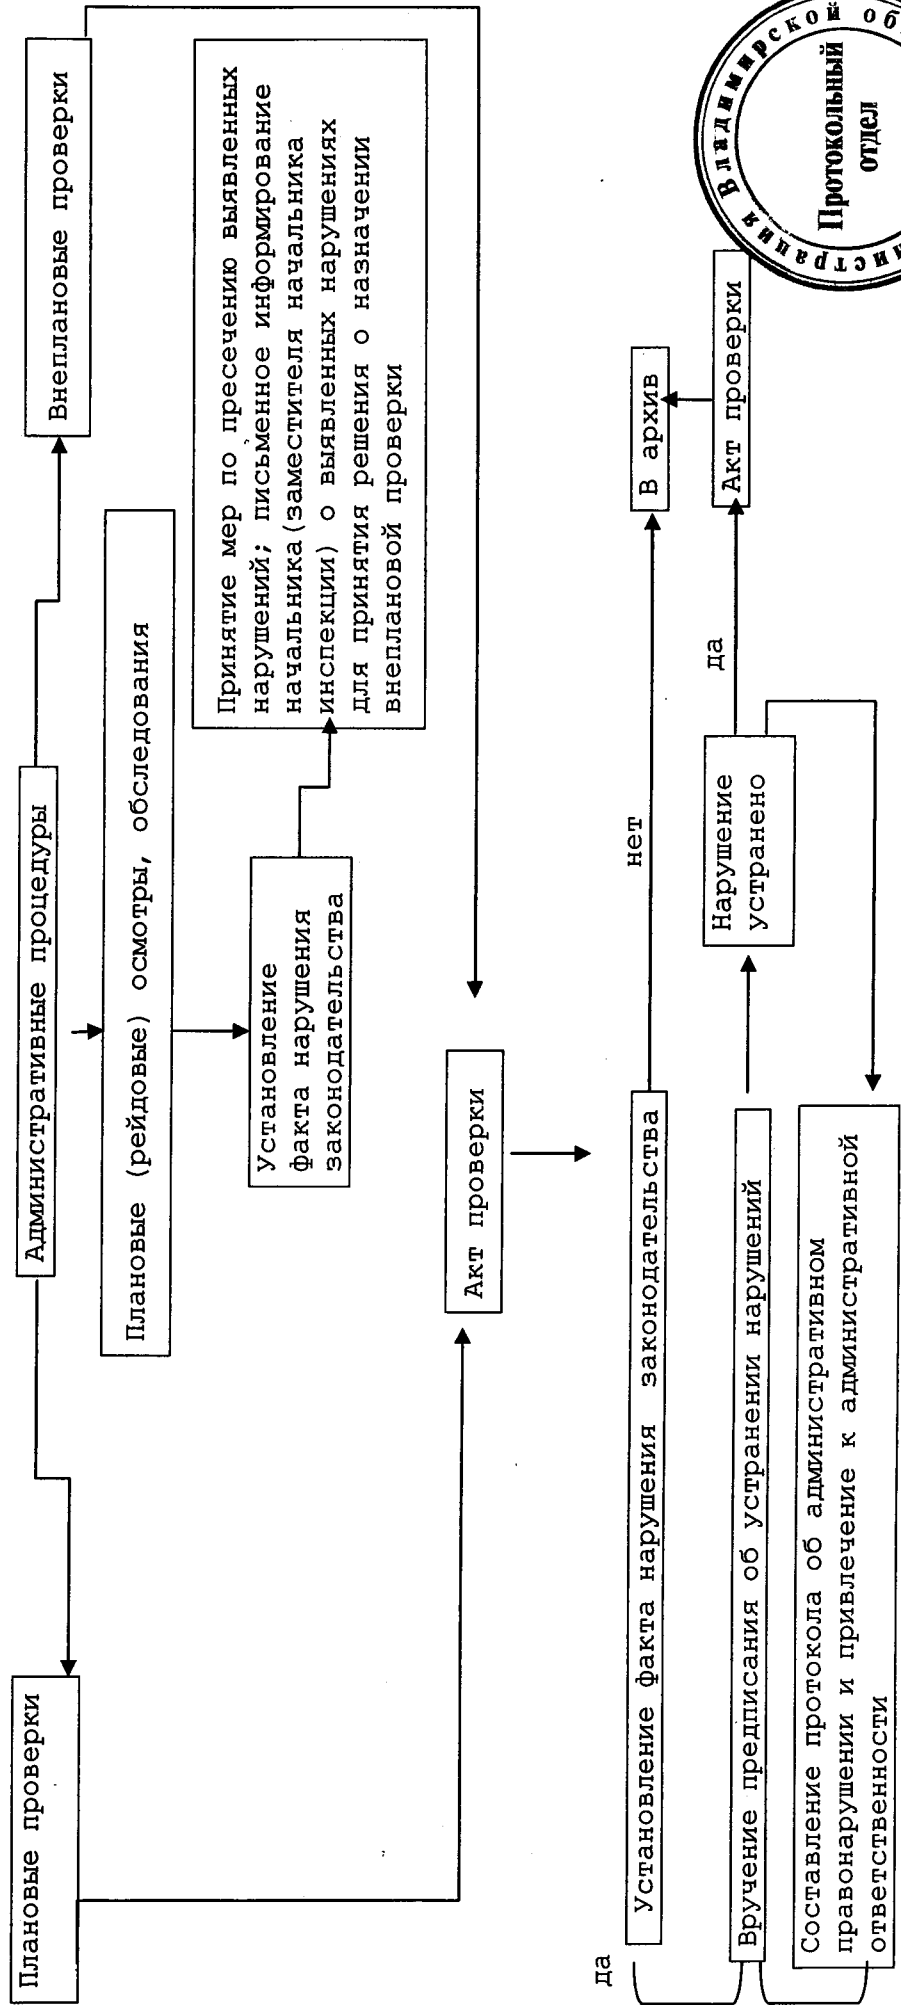 Административные процедуры
Плановые проверки
Внеплановые проверки
Плановые (рейдовые) осмотры, обследования
Установление
факта нарушения
законодательства
Принятие мер по пресечению выявленных
нарушений; письменное информирование
начальника(заместителя начальника
инспекции) о выявленных нарушениях
для принятия решения о назначении
внеплановой проверки
Акт проверки
да
Установление факта нарушения законодательства
нет
В архив
Вручение предписания об устранении нарушений
Нарушение
устранено
да
Акт проверки
Составление протокола об административном
правонарушении и привлечение к административной
ответственности
Владимирской
Протокольный
отдел